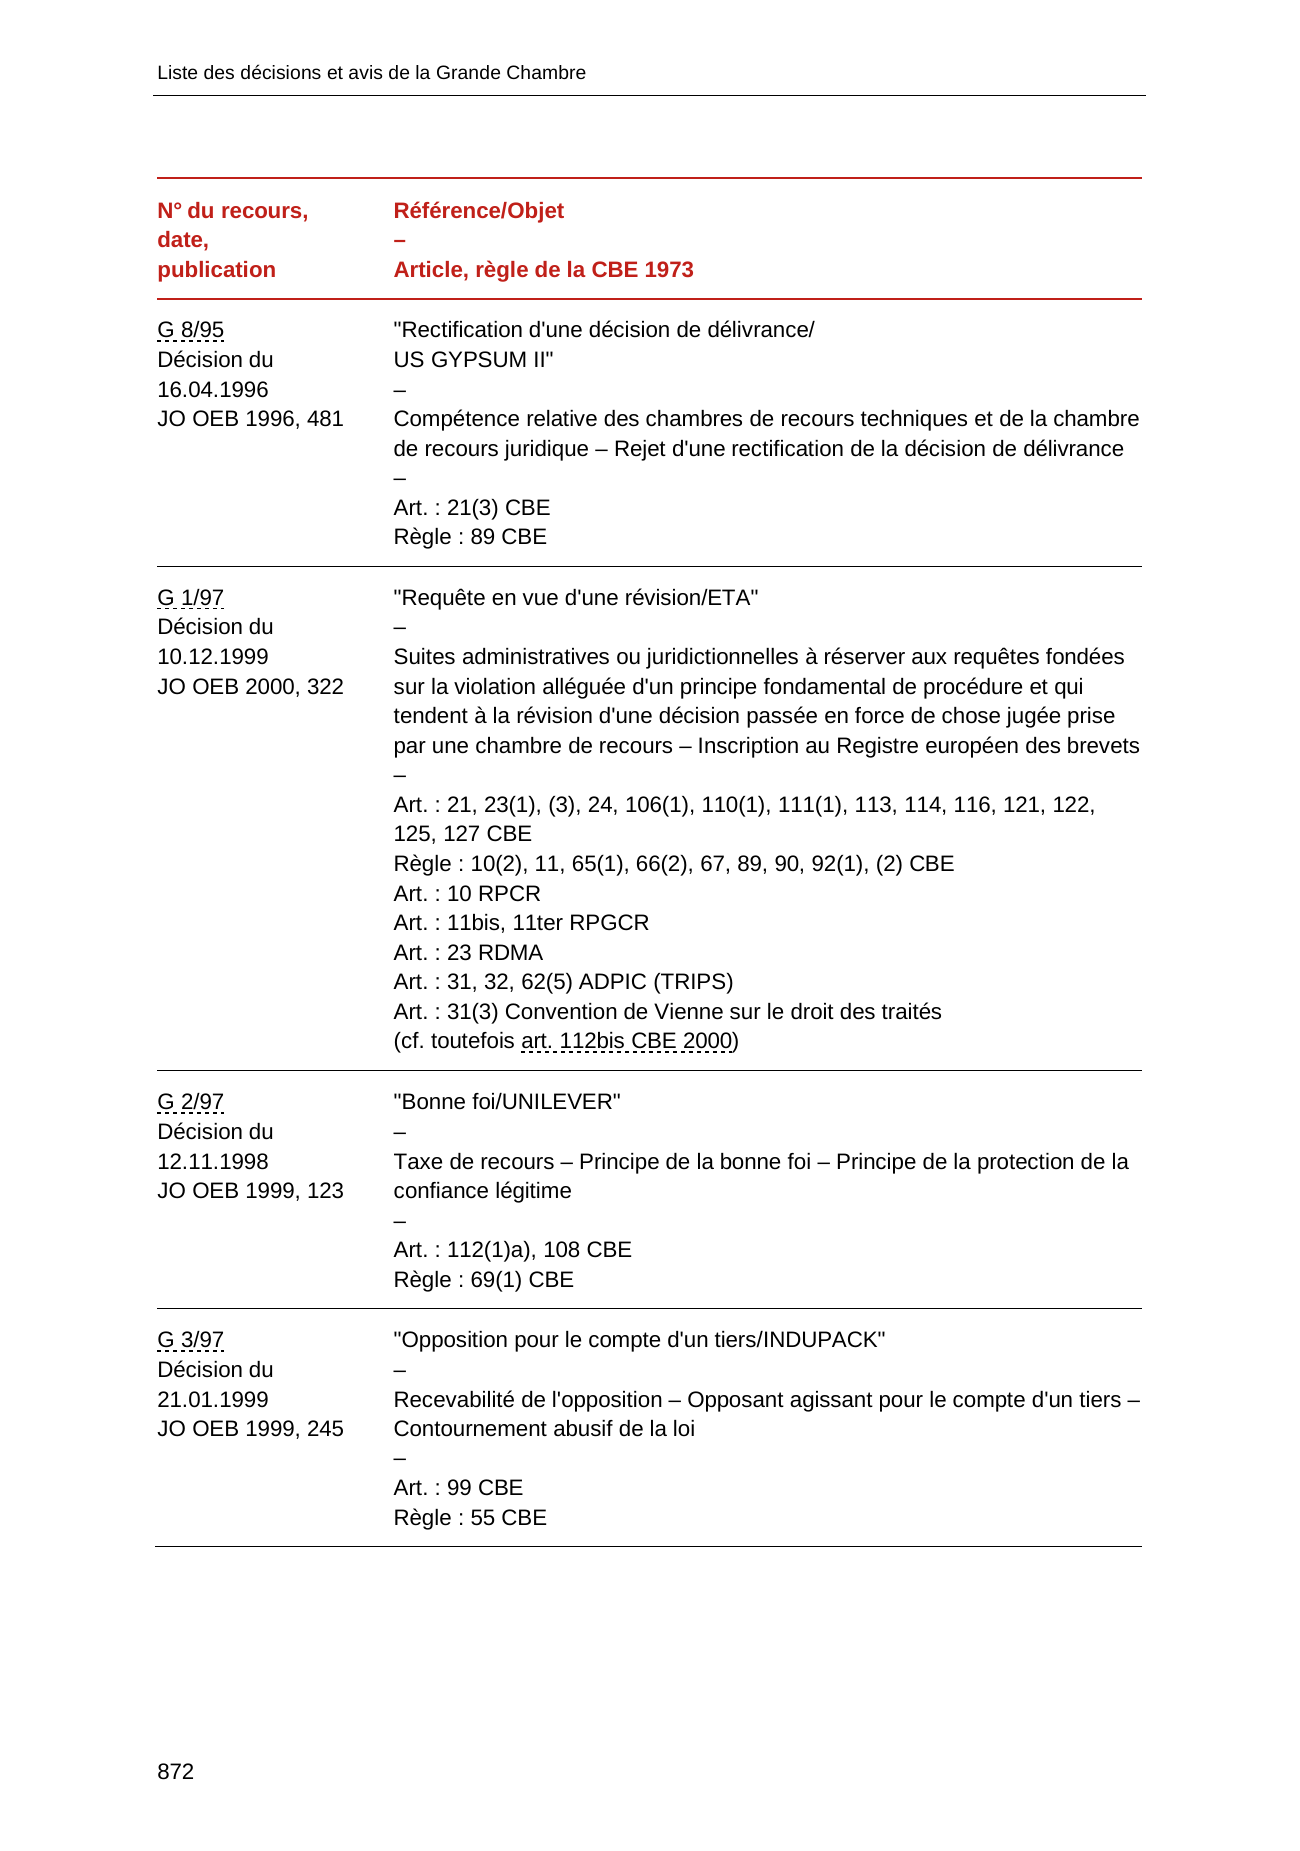 Liste des décisions et avis de la Grande Chambre
N° du recours,
date,
publication
Référence/Objet
–
Article, règle de la CBE 1973
G 8/95
Décision du
16.04.1996
JO OEB 1996, 481
"Rectification d'une décision de délivrance/
US GYPSUM II"
–
Compétence relative des chambres de recours techniques et de la chambre
de recours juridique – Rejet d'une rectification de la décision de délivrance
–
Art. : 21(3) CBE
Règle : 89 CBE
G 1/97
Décision du
10.12.1999
JO OEB 2000, 322
"Requête en vue d'une révision/ETA"
–
Suites administratives ou juridictionnelles à réserver aux requêtes fondées
sur la violation alléguée d'un principe fondamental de procédure et qui
tendent à la révision d'une décision passée en force de chose jugée prise
par une chambre de recours – Inscription au Registre européen des brevets
–
Art. : 21, 23(1), (3), 24, 106(1), 110(1), 111(1), 113, 114, 116, 121, 122,
125, 127 CBE
Règle : 10(2), 11, 65(1), 66(2), 67, 89, 90, 92(1), (2) CBE
Art. : 10 RPCR
Art. : 11bis, 11ter RPGCR
Art. : 23 RDMA
Art. : 31, 32, 62(5) ADPIC (TRIPS)
Art. : 31(3) Convention de Vienne sur le droit des traités
(cf. toutefois art. 112bis CBE 2000)
G 2/97
Décision du
12.11.1998
JO OEB 1999, 123
"Bonne foi/UNILEVER"
–
Taxe de recours – Principe de la bonne foi – Principe de la protection de la
confiance légitime
–
Art. : 112(1)a), 108 CBE
Règle : 69(1) CBE
G 3/97
Décision du
21.01.1999
JO OEB 1999, 245
"Opposition pour le compte d'un tiers/INDUPACK"
–
Recevabilité de l'opposition – Opposant agissant pour le compte d'un tiers –
Contournement abusif de la loi
–
Art. : 99 CBE
Règle : 55 CBE
872